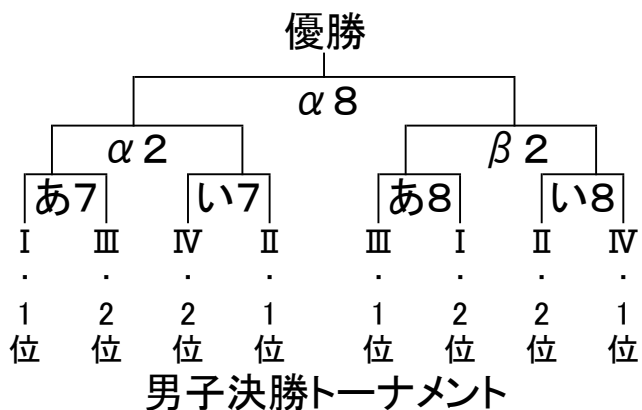 優勝
α8
α2 β2
あ7 い7 あ8 い8
Ⅰ Ⅲ Ⅳ Ⅱ Ⅲ Ⅰ Ⅱ Ⅳ
・ ・ ・ ・ ・ ・ ・ ・
1 2 2 1 1 2 2 1
位 位 位 位 位 位 位 位
男子決勝トーナメント